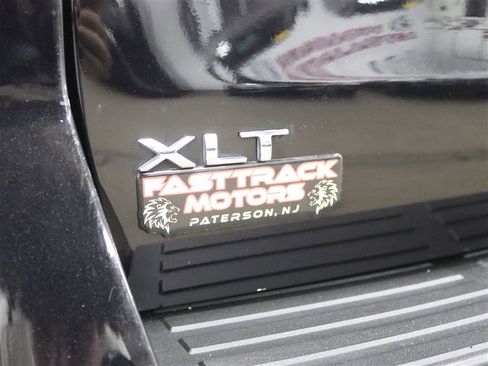 XLT
FASTTRACK
MOTORS
PATERSON, NJ